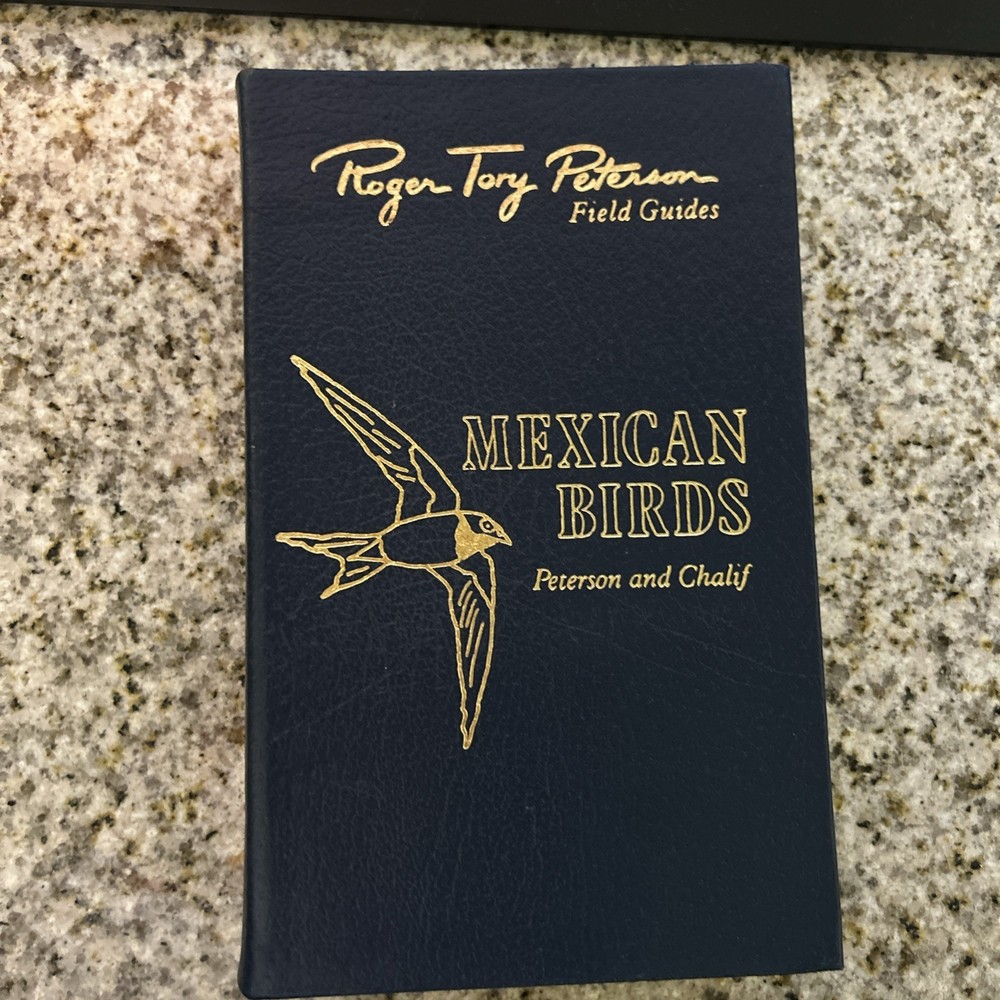 Roger Tory Peterson
Field Guides
MEXICAN
BIRDS
Peterson and Chalif